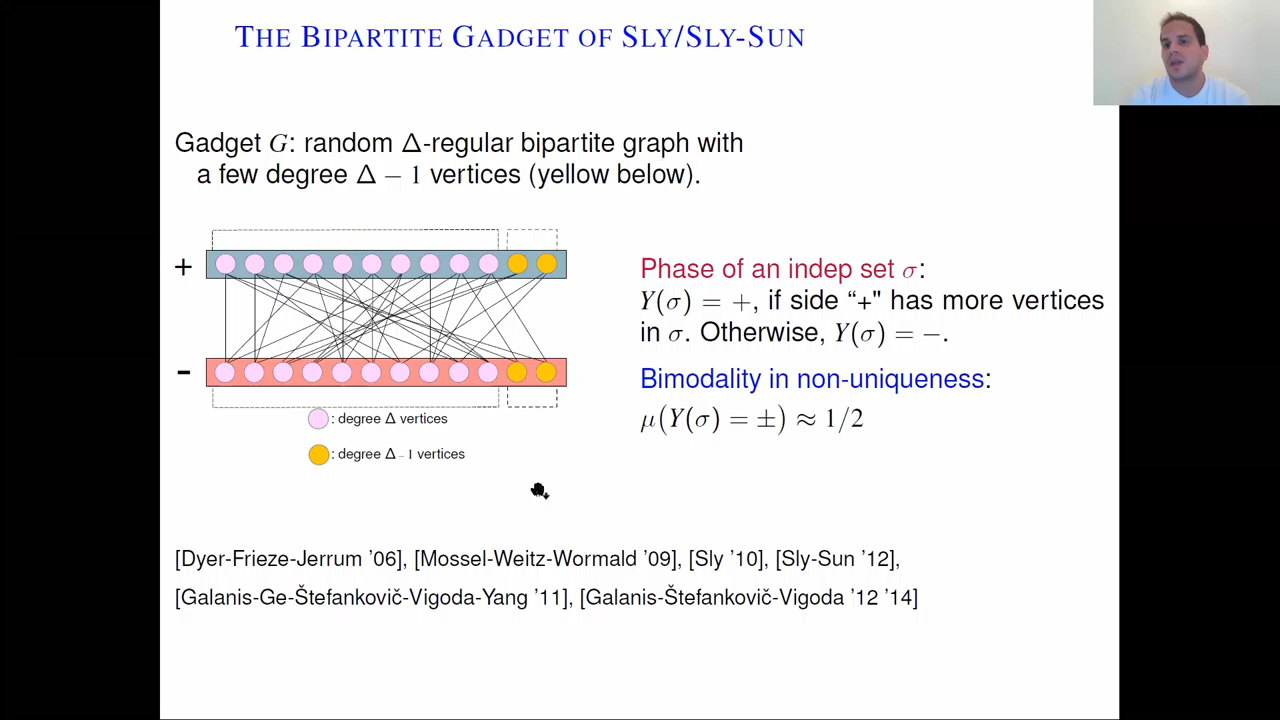 THE BIPARTITE GADGET OF SLY/SLY-SUN
Gadget G: random Δ-regular bipartite graph with
a few degree Δ − 1 vertices (yellow below).
+
-
: degree Δ vertices
: degree Δ − 1 vertices
Phase of an indep set σ:
Y(σ) = +, if side “+" has more vertices
in σ. Otherwise, Y(σ) = −.
Bimodality in non-uniqueness:
μ(Y(σ) = ±) ≈ 1/2
[Dyer-Frieze-Jerrum ’06], [Mossel-Weitz-Wormald ’09], [Sly ’10], [Sly-Sun ’12],
[Galanis-Ge-Štefankovič-Vigoda-Yang ’11], [Galanis-Štefankovič-Vigoda ’12 ’14]